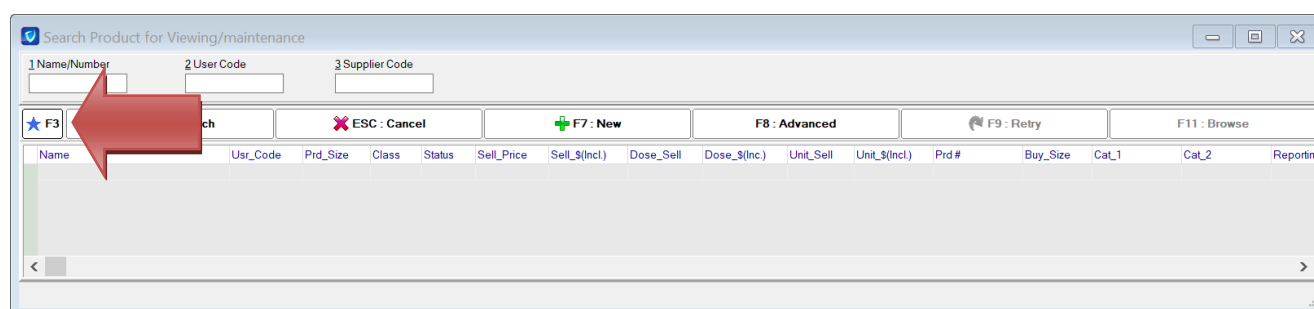 Search Product for Viewing/maintenance
1 Name/Number 2 User Code 3 Supplier Code
F3 ch ESC : Cancel F7 : New F8 : Advanced F9 : Retry F11 : Browse
Name Usr_Code Prd_Size Class Status Sell_Price Sell_$(Incl.) Dose_Sell Dose_$(Inc.) Unit_Sell Unit_$(Incl.) Prd # Buy_Size Cat_1 Cat_2 Reportin